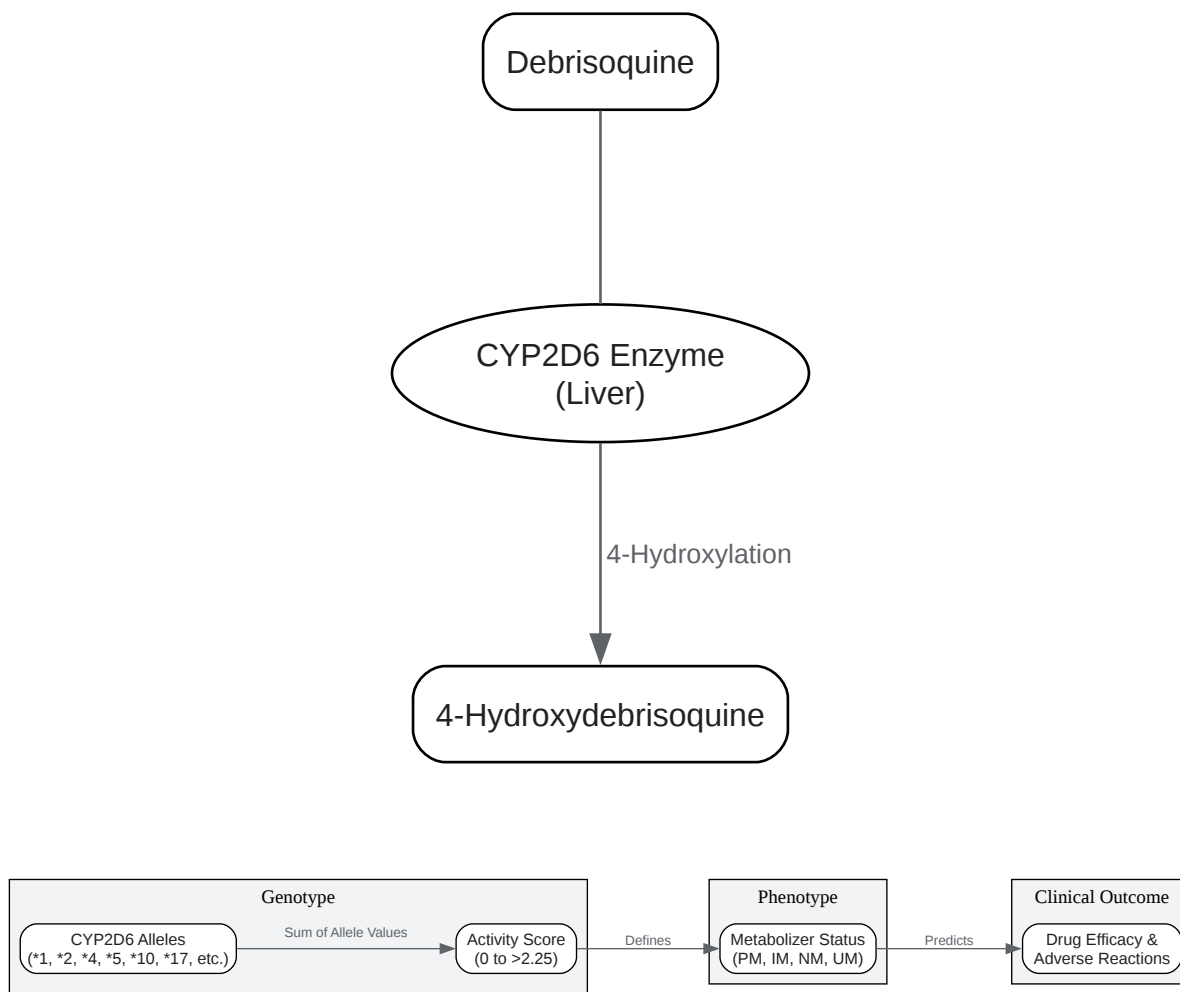 Debrisoquine
CYP2D6 Enzyme
(Liver)
4-Hydroxylation
4-Hydroxydebrisoquine
Genotype
CYP2D6 Alleles
(*1, *2, *4, *5, *10, *17, etc.)
Sum of Allele Values
Activity Score
(0 to >2.25)
Defines
Phenotype
Metabolizer Status
(PM, IM, NM, UM)
Predicts
Clinical Outcome
Drug Efficacy &
Adverse Reactions